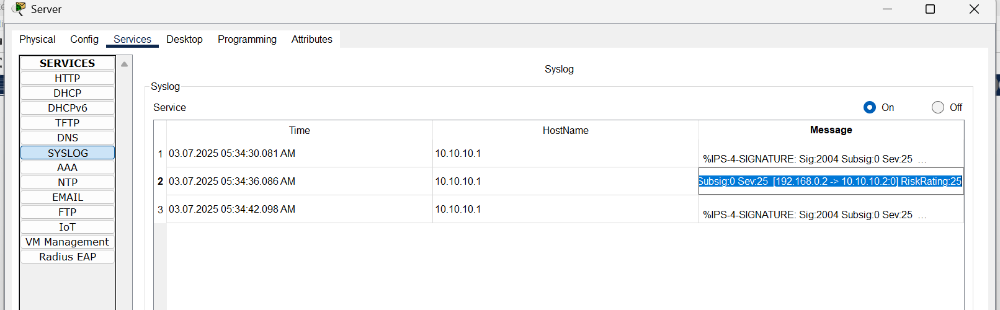 Server
Physical Config Services Desktop Programming Attributes
SERVICES
HTTP
DHCP
DHCPv6
TFTP
DNS
SYSLOG
AAA
NTP
EMAIL
FTP
IoT
VM Management
Radius EAP
Syslog
Syslog
Service On Off
Time HostName Message
1 03.07.2025 05:34:30.081 AM 10.10.10.1 %IPS-4-SIGNATURE: Sig:2004 Subsig:0 Sev:25 ...
2 03.07.2025 05:34:36.086 AM 10.10.10.1 Subsig:0 Sev:25 [192.168.0.2 -> 10.10.10.2:0] RiskRating:25
3 03.07.2025 05:34:42.098 AM 10.10.10.1 %IPS-4-SIGNATURE: Sig:2004 Subsig:0 Sev:25 ...